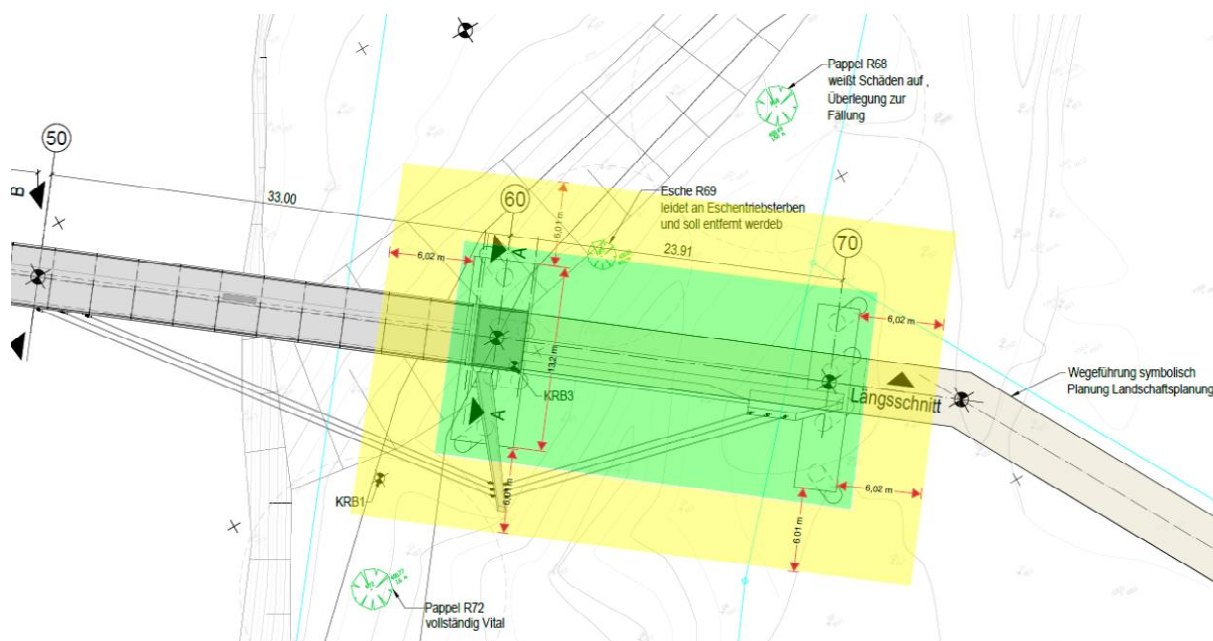 Pappel R68
weißt Schäden auf ,
Überlegung zur
Fällung
50
B
33.00
60
6,01 m
Esche R69
leidet an Eschentriebsterben
und soll entfernt werdeb
A
23.91
70
6,02 m
6,02 m
13,2 m
Wegeführung symbolisch
Planung Landschaftsplanung
Längsschnitt
KRB3
A
KRB1
6,01 m
6,02 m
6,01 m
Pappel R72
vollständig Vital